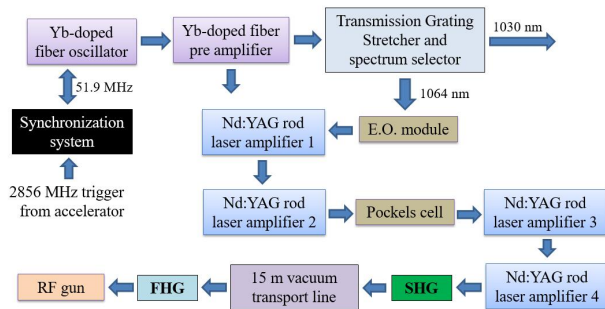 Yb-doped
fiber oscillator
Yb-doped fiber
pre amplifier
Transmission Grating
Stretcher and
spectrum selector
1030 nm
51.9 MHz
1064 nm
Synchronization
system
Nd:YAG rod
laser amplifier 1
E.O. module
2856 MHz trigger
from accelerator
Nd:YAG rod
laser amplifier 2
Pockels cell
Nd:YAG rod
laser amplifier 3
RF gun
FHG
15 m vacuum
transport line
SHG
Nd:YAG rod
laser amplifier 4